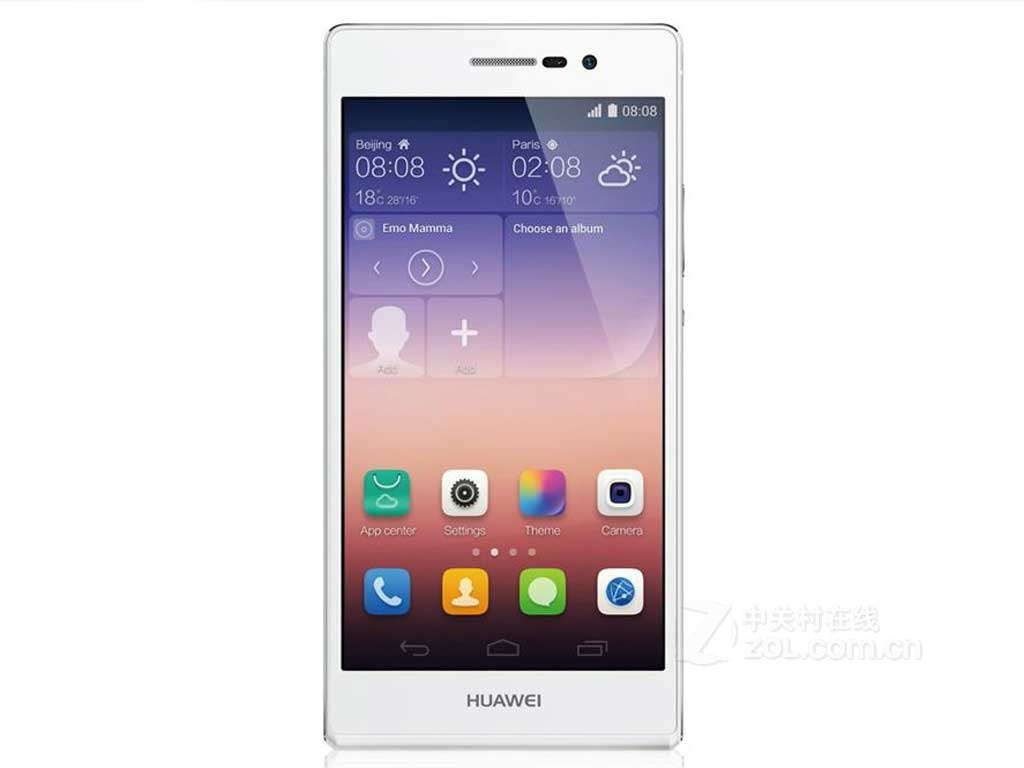 08:08
Beijing
Paris
08:08
02:08
18°C 28°/16°
10°C 16°/10°
Emo Mamma
Choose an album
Add
Add
App center
Settings
Theme
Camera
中关村在线
ZOL.com.cn
HUAWEI